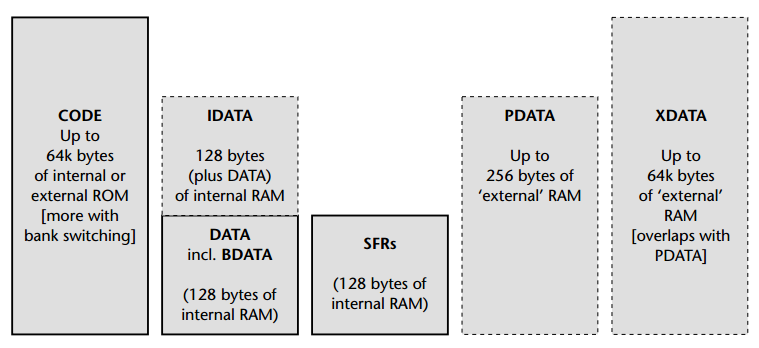 CODE
Up to
64k bytes
of internal or
external ROM
[more with
bank switching]
IDATA
128 bytes
(plus DATA)
of internal RAM
DATA
incl. BDATA
(128 bytes of
internal RAM)
SFRs
(128 bytes of
internal RAM)
PDATA
Up to
256 bytes of
‘external’ RAM
XDATA
Up to
64k bytes
of ‘external’
RAM
[overlaps with
PDATA]